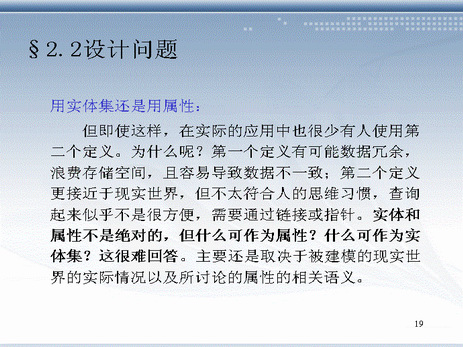 §2.2设计问题
用实体集还是用属性：
但即使这样，在实际的应用中也很少有人使用第
二个定义。为什么呢？第一个定义有可能数据冗余，
浪费存储空间，且容易导致数据不一致；第二个定义
更接近于现实世界，但不太符合人的思维习惯，查询
起来似乎不是很方便，需要通过链接或指针。实体和
属性不是绝对的，但什么可作为属性？什么可作为实
体集？这很难回答。主要还是取决于被建模的现实世
界的实际情况以及所讨论的属性的相关语义。
19